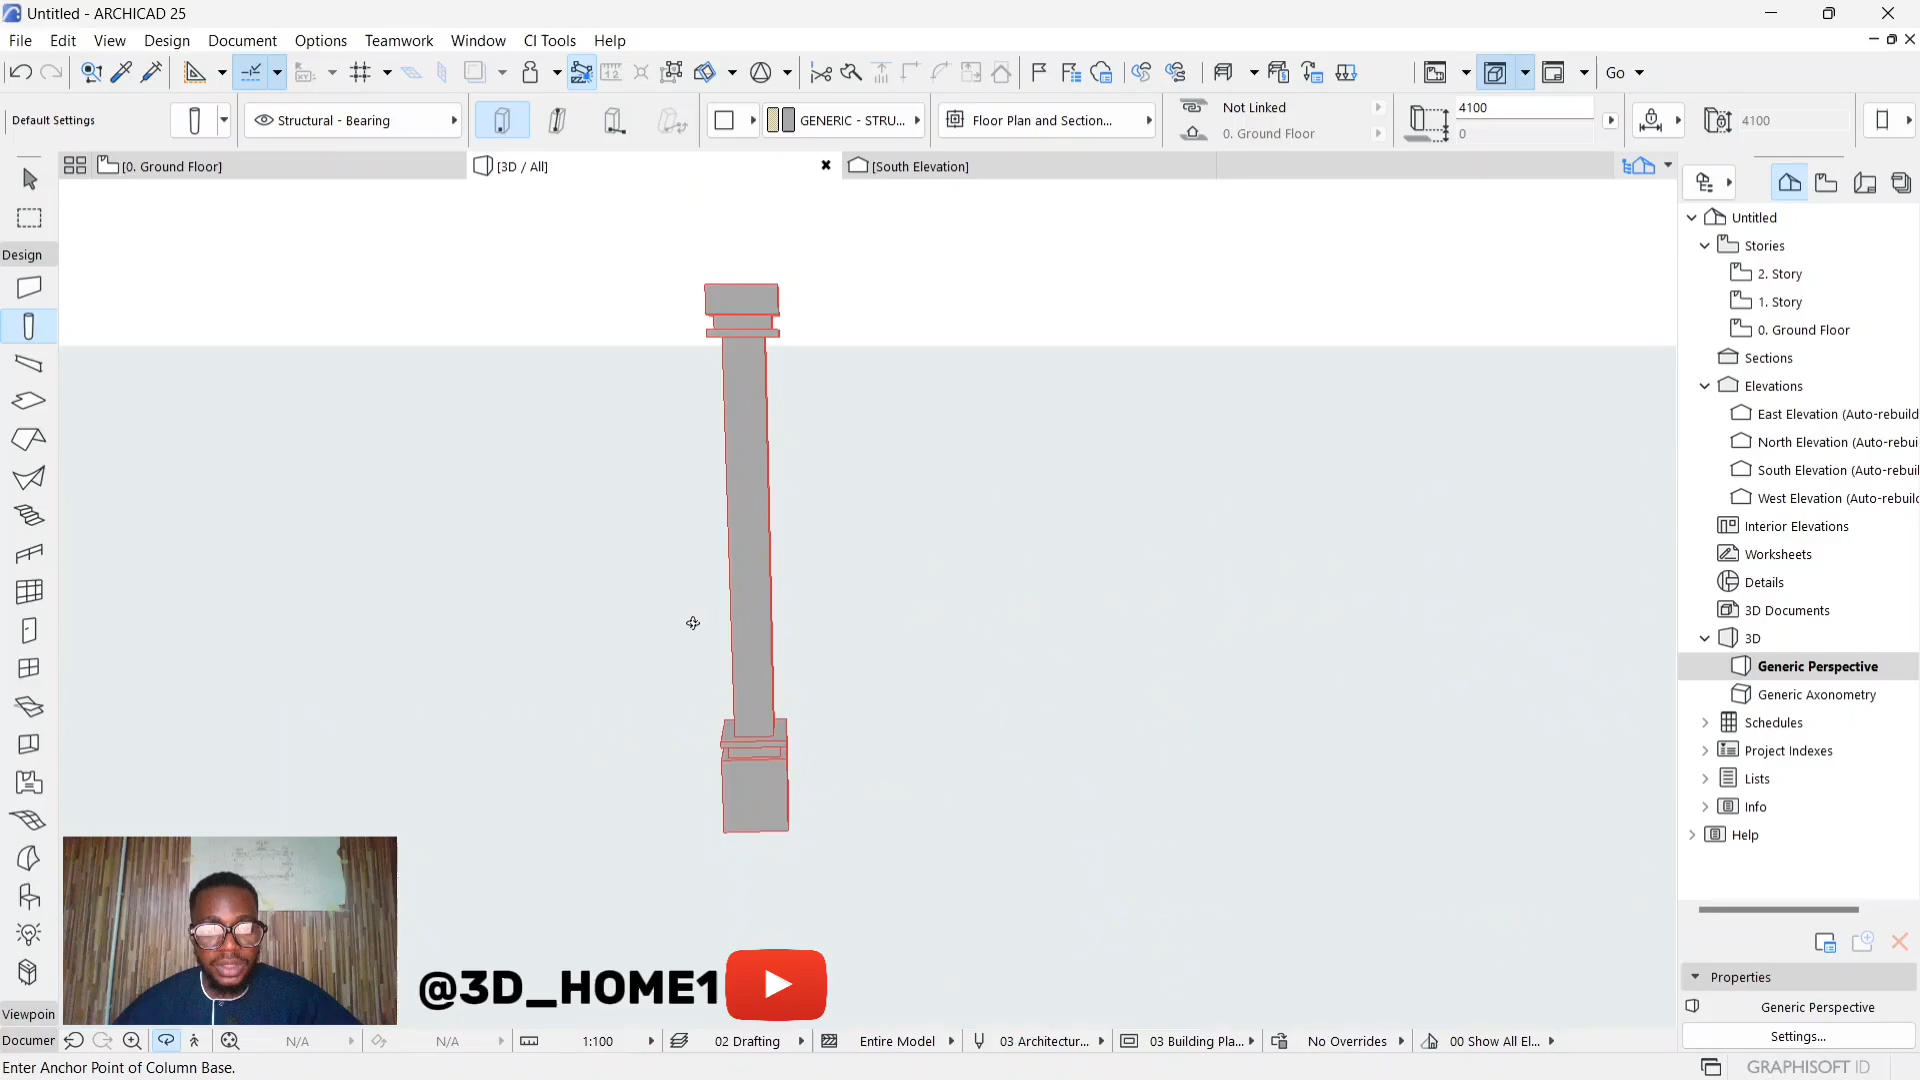 Untitled - ARCHICAD 25
File Edit View Design Document Options Teamwork Window CI Tools Help
Go
Default Settings
Structural - Bearing
GENERIC - STRU...
Floor Plan and Section...
Not Linked
0. Ground Floor
4100
0
4100
[0. Ground Floor]
[3D / All]
[South Elevation]
Design
Viewpoin
Documer
Untitled
Stories
2. Story
1. Story
0. Ground Floor
Sections
Elevations
East Elevation (Auto-rebuild
North Elevation (Auto-rebui
South Elevation (Auto-rebuil
West Elevation (Auto-rebuilc
Interior Elevations
Worksheets
Details
3D Documents
3D
Generic Perspective
Generic Axonometry
Schedules
Project Indexes
Lists
Info
Help
Properties
Generic Perspective
Settings...
@3D_HOME1
N/A
N/A
1:100
02 Drafting
Entire Model
03 Architectur...
03 Building Pla...
No Overrides
00 Show All El...
Enter Anchor Point of Column Base.
GRAPHISOFT ID